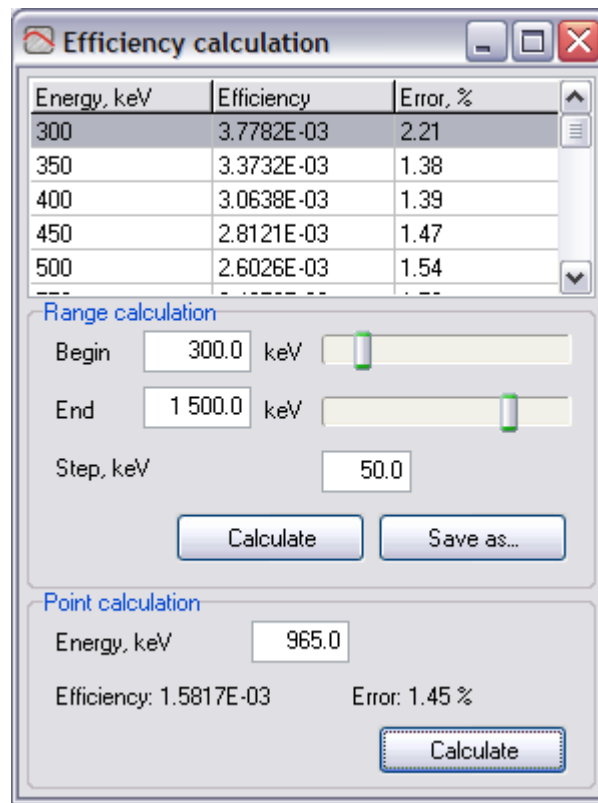 Efficiency calculation
Energy, keV Efficiency Error, %
300 3.7782E-03 2.21
350 3.3732E-03 1.38
400 3.0638E-03 1.39
450 2.8121E-03 1.47
500 2.6026E-03 1.54
Range calculation
Begin 300.0 keV
End 1 500.0 keV
Step, keV 50.0
Calculate Save as...
Point calculation
Energy, keV 965.0
Efficiency: 1.5817E-03 Error: 1.45 %
Calculate